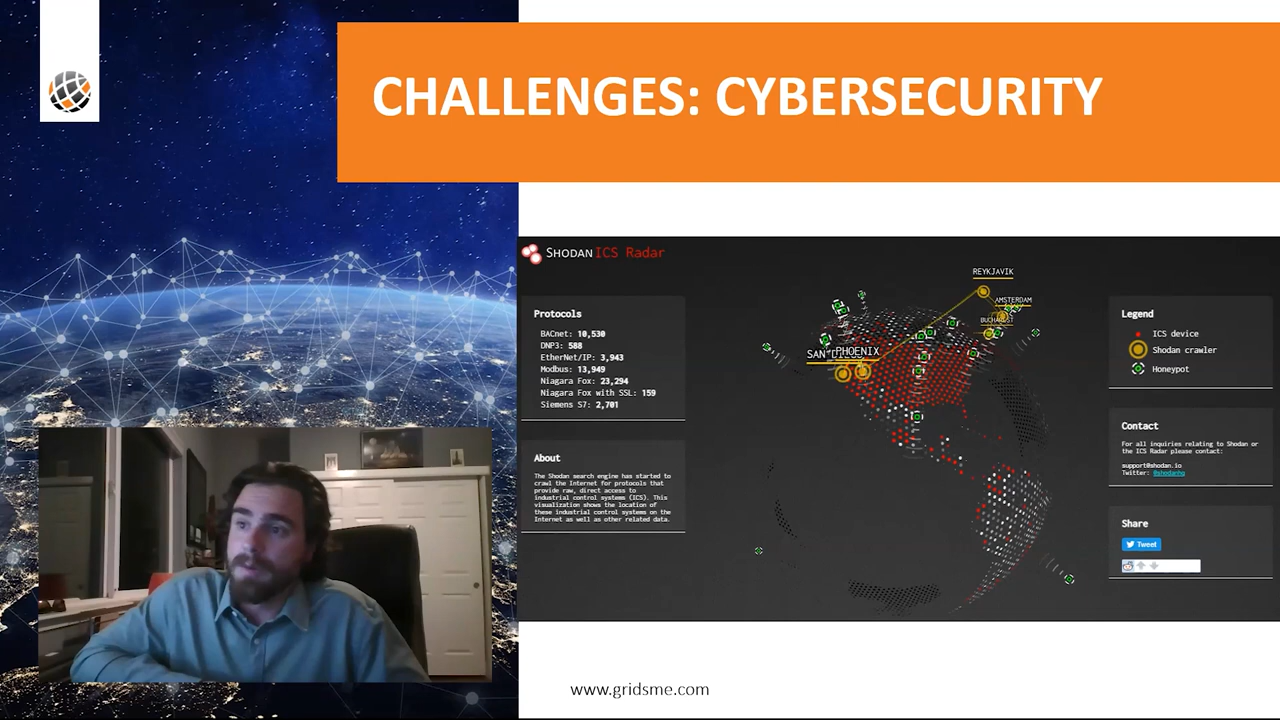 CHALLENGES: CYBERSECURITY
SHODAN ICS Radar
Protocols
BACnet: 10,530
DNP3: 588
EtherNet/IP: 3,943
Modbus: 13,949
Niagara Fox: 23,294
Niagara Fox with SSL: 159
Siemens S7: 2,701
About
The Shodan search engine has started to
crawl the Internet for protocols that
provide raw, direct access to
industrial control systems (ICS). This
visualization shows the location of
these industrial control systems on the
Internet as well as other related data.
REYKJAVIK
AMSTERDAM
BUCHAREST
PHOENIX
SAN
Legend
ICS device
Shodan crawler
Honeypot
Contact
For all inquiries relating to Shodan or
the ICS Radar please contact:
support@shodan.io
Twitter: @shodanhq
Share
Tweet
www.gridsme.com